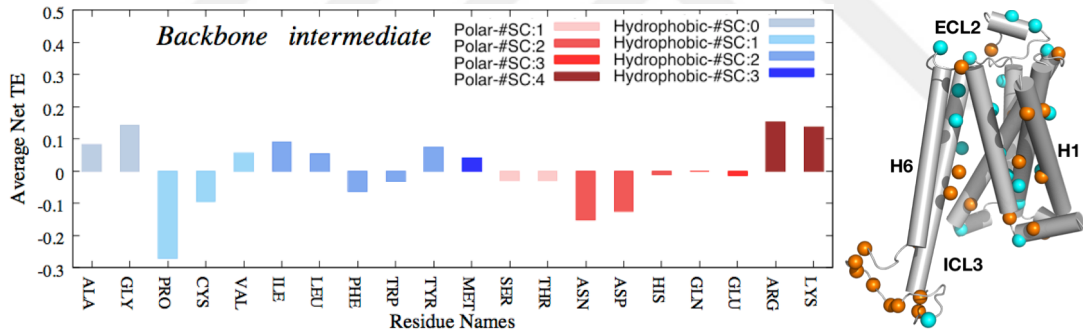 0.5
0.4
0.3
0.2
0.1
0
-0.1
-0.2
-0.3
Average Net TE
Backbone intermediate
Polar-#SC:1
Polar-#SC:2
Polar-#SC:3
Polar-#SC:4
Hydrophobic-#SC:0
Hydrophobic-#SC:1
Hydrophobic-#SC:2
Hydrophobic-#SC:3
ALA
GLY
PRO
CYS
VAL
ILE
LEU
PHE
TRP
TYR
MET
SER
THR
ASN
ASP
HIS
GLN
GLU
ARG
LYS
Residue Names
ECL2
H6
H1
ICL3